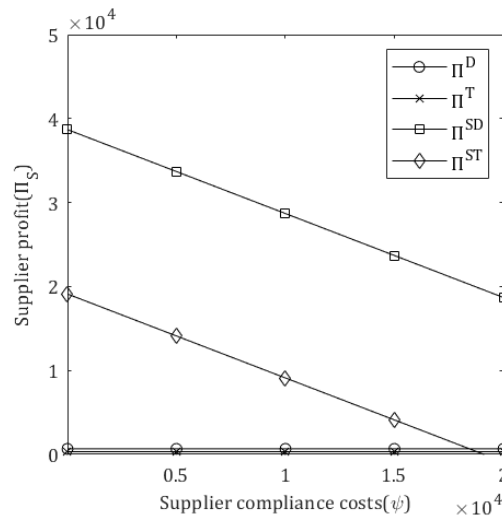 ×10⁴
5
4
3
2
1
0
Supplier profit(Π_S)
Π^D
Π^T
Π^SD
Π^ST
0.5
1
1.5
2
×10⁴
Supplier compliance costs(ψ)